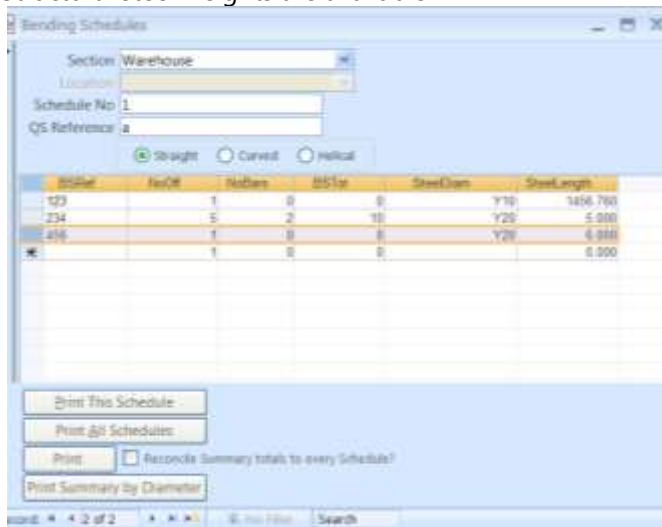 Bending Schedules
Section Warehouse
Location
Schedule No 1
QS Reference a
Straight Curved Helical
BSRef NoOff NoBars BSTot SteelDiam SteelLength
123 1 0 0 Y10 1456.760
234 5 2 10 Y20 5.000
456 1 0 0 Y20 6.000
1 0 0 0.000
Print This Schedule
Print All Schedules
Print Reconcile Summary totals to every Schedule?
Print Summary by Diameter
Record: 2 of 2 No Filter Search